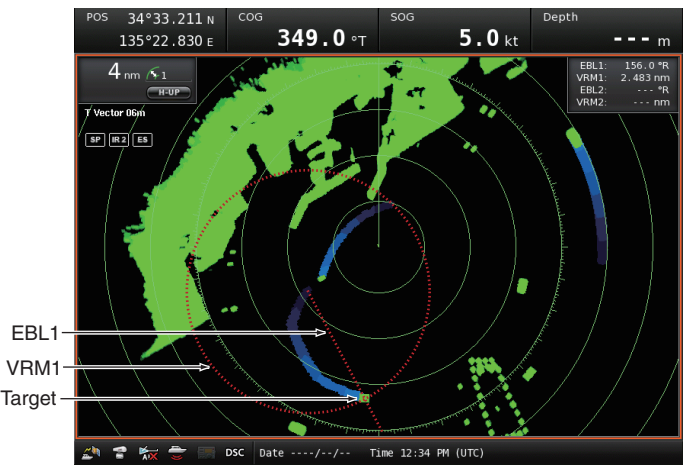 POS 34°33.211 N
135°22.830 E
COG
349.0 °T
SOG
5.0 kt
Depth
--- m
4 nm 1
H-UP
T Vector 06m
SP IR 2 ES
EBL1: 156.0 °R
VRM1: 2.483 nm
EBL2: --- °R
VRM2: --- nm
EBL1
VRM1
Target
A/X DSC Date ----/--/-- Time 12:34 PM (UTC)